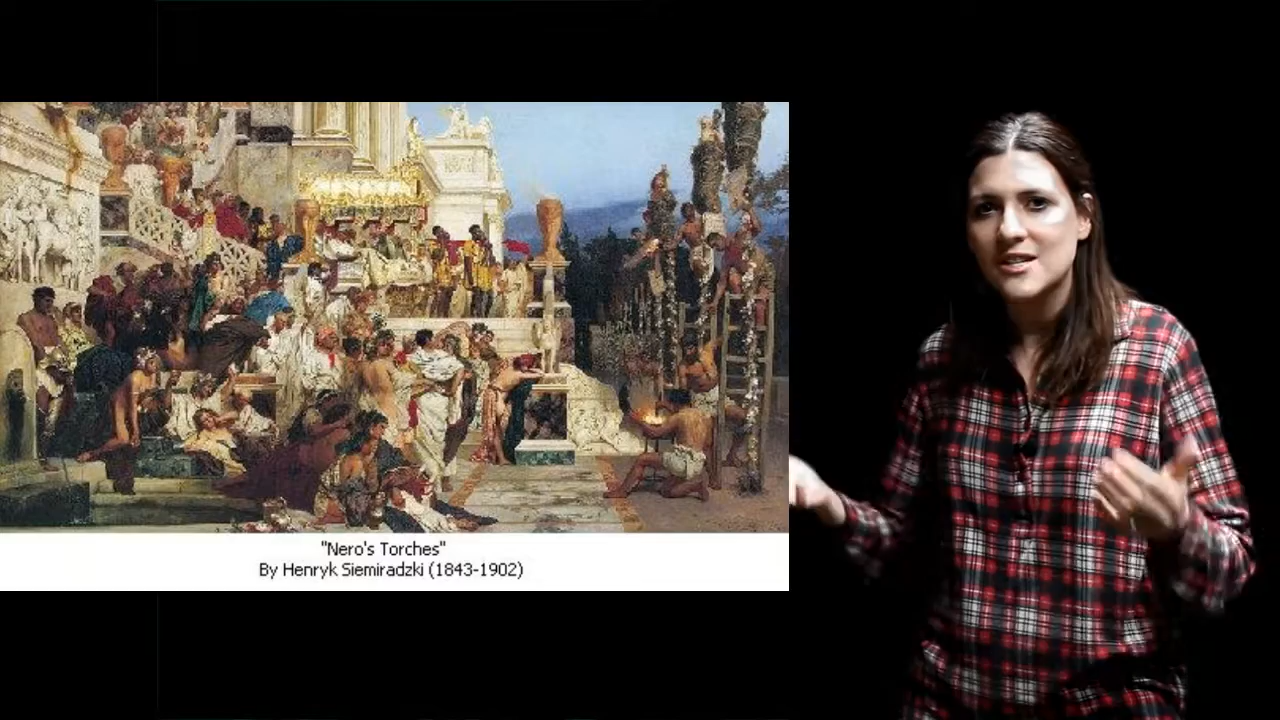 "Nero's Torches"
By Henryk Siemiradzki (1843-1902)